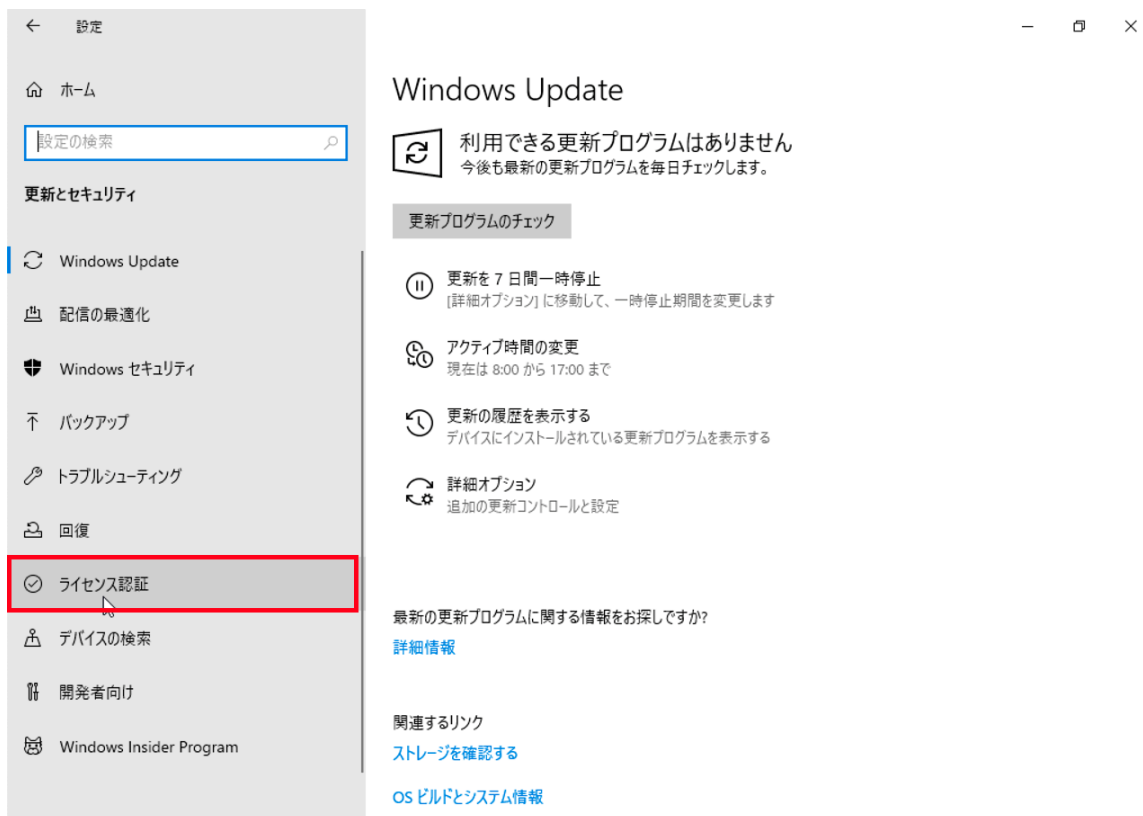 設定
ホーム
設定の検索
更新とセキュリティ
Windows Update
配信の最適化
Windows セキュリティ
バックアップ
トラブルシューティング
回復
ライセンス認証
デバイスの検索
開発者向け
Windows Insider Program
Windows Update
利用できる更新プログラムはありません
今後も最新の更新プログラムを毎日チェックします。
更新プログラムのチェック
更新を 7 日間一時停止
[詳細オプション] に移動して、一時停止期間を変更します
アクティブ時間の変更
現在は 8:00 から 17:00 まで
更新の履歴を表示する
デバイスにインストールされている更新プログラムを表示する
詳細オプション
追加の更新コントロールと設定
最新の更新プログラムに関する情報をお探しですか?
詳細情報
関連するリンク
ストレージを確認する
OS ビルドとシステム情報